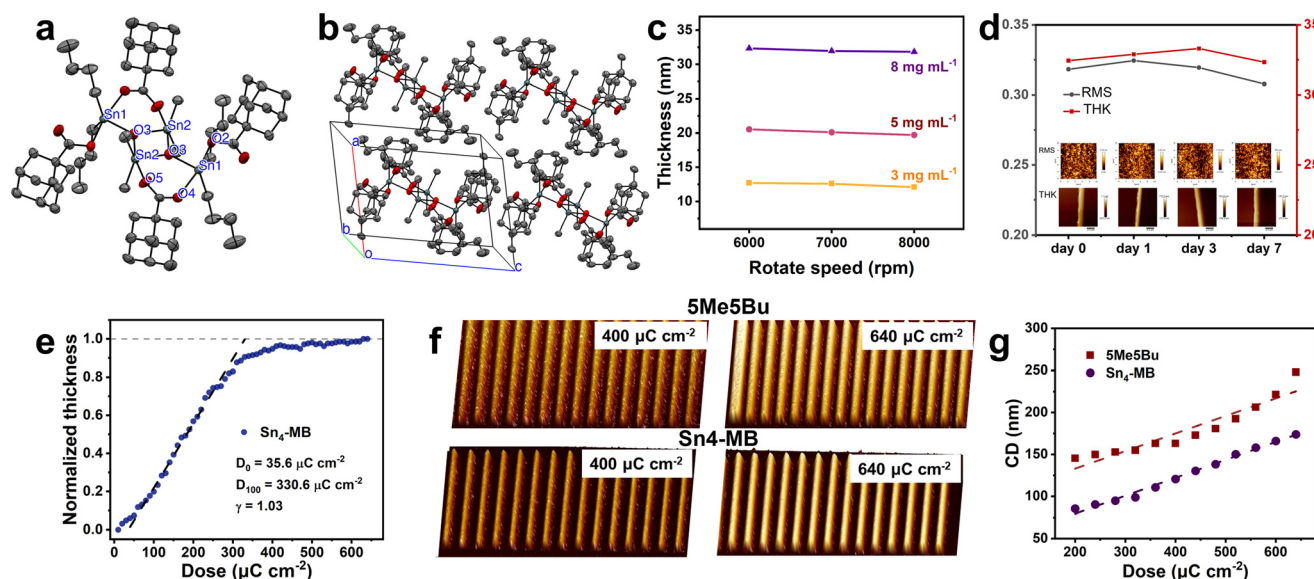 a
Sn1
O3
Sn2
O2
Sn2
O3
Sn1
O5
O4
b
a
b
o
c
c
Thickness (nm)
60
50
40
30
20
10
8 mg mL⁻¹
5 mg mL⁻¹
3 mg mL⁻¹
6000 7000 8000
Rotate speed (rpm)
d
0.35
0.30
0.25
0.20
RMS
THK
RMS
THK
day 0 day 1 day 3 day 7
e
Normalized thickness
1.0
0.8
0.6
0.4
0.2
0.0
Sn₄-MB
D₀ = 35.6 μC cm⁻²
D₁₀₀ = 330.6 μC cm⁻²
γ = 1.03
0 100 200 300 400 500 600
Dose (μC cm⁻²)
f
5Me5Bu
400 μC cm⁻²
640 μC cm⁻²
Sn4-MB
400 μC cm⁻²
640 μC cm⁻²
g
CD (nm)
300
250
200
150
100
50
5Me5Bu
Sn₄-MB
200 300 400 500 600
Dose (μC cm⁻²)